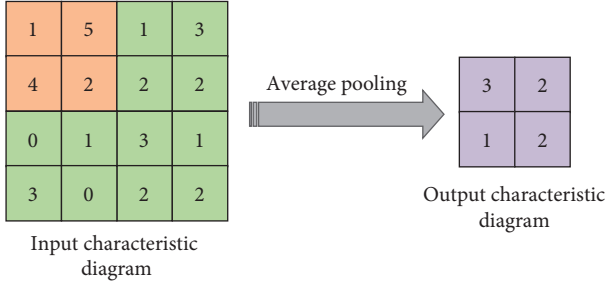 1 5 1 3
4 2 2 2
0 1 3 1
3 0 2 2
Input characteristic
diagram
Average pooling
3 2
1 2
Output characteristic
diagram